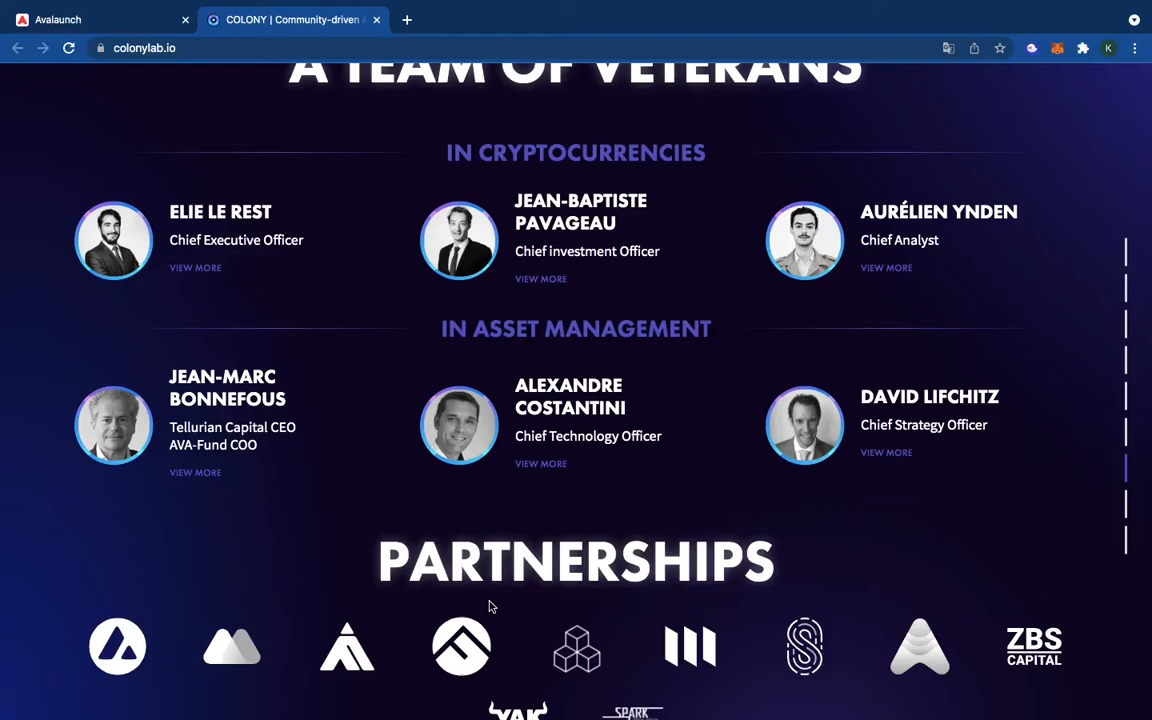 Avalaunch
COLONY | Community-driven
colonylab.io
K
A TEAM OF VETERANS
IN CRYPTOCURRENCIES
ELIE LE REST
Chief Executive Officer
VIEW MORE
JEAN-BAPTISTE
PAVAGEAU
Chief investment Officer
VIEW MORE
AURÉLIEN YNDEN
Chief Analyst
VIEW MORE
IN ASSET MANAGEMENT
JEAN-MARC
BONNEFOUS
Tellurian Capital CEO
AVA-Fund COO
VIEW MORE
ALEXANDRE
COSTANTINI
Chief Technology Officer
VIEW MORE
DAVID LIFCHITZ
Chief Strategy Officer
VIEW MORE
PARTNERSHIPS
ZBS
CAPITAL
YAK
SPARK